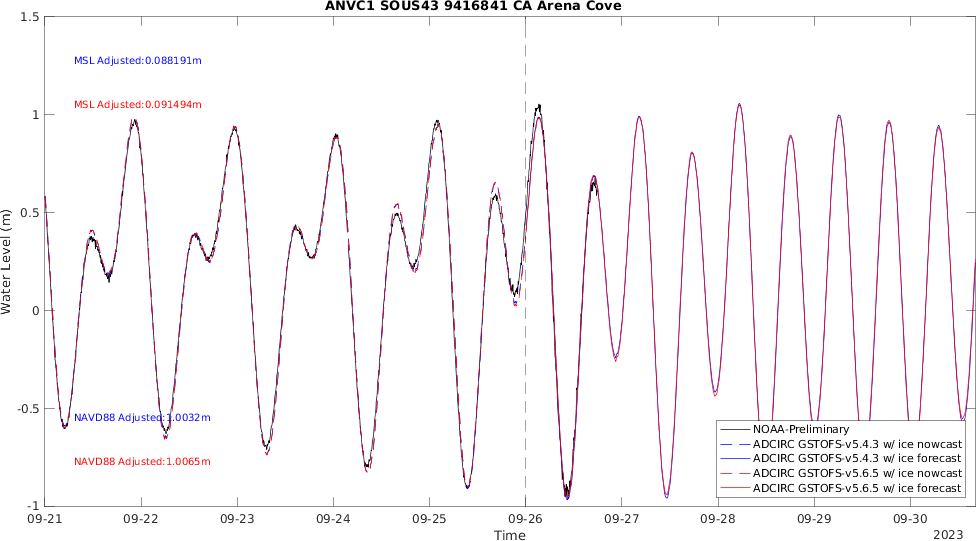 ANVC1 SOUS43 9416841 CA Arena Cove
1.5
1
0.5
0
-0.5
-1
Water Level (m)
MSL Adjusted:0.088191m
MSL Adjusted:0.091494m
NAVD88 Adjusted:1.0032m
NAVD88 Adjusted:1.0065m
NOAA-Preliminary
ADCIRC GSTOFS-v5.4.3 w/ ice nowcast
ADCIRC GSTOFS-v5.4.3 w/ ice forecast
ADCIRC GSTOFS-v5.6.5 w/ ice nowcast
ADCIRC GSTOFS-v5.6.5 w/ ice forecast
09-21 09-22 09-23 09-24 09-25 09-26 09-27 09-28 09-29 09-30
Time
2023